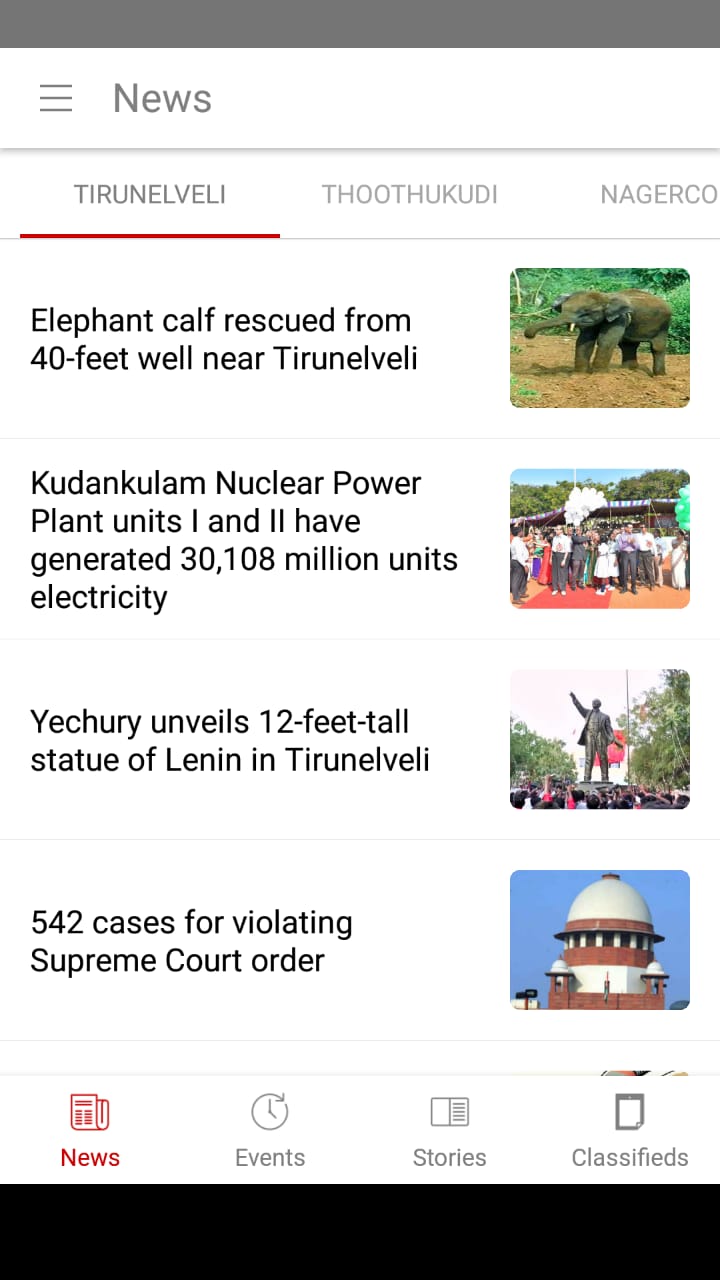 News
TIRUNELVELI
THOOTHUKUDI
NAGERCO
Elephant calf rescued from
40-feet well near Tirunelveli
Kudankulam Nuclear Power
Plant units I and II have
generated 30,108 million units
electricity
Yechury unveils 12-feet-tall
statue of Lenin in Tirunelveli
542 cases for violating
Supreme Court order
News
Events
Stories
Classifieds